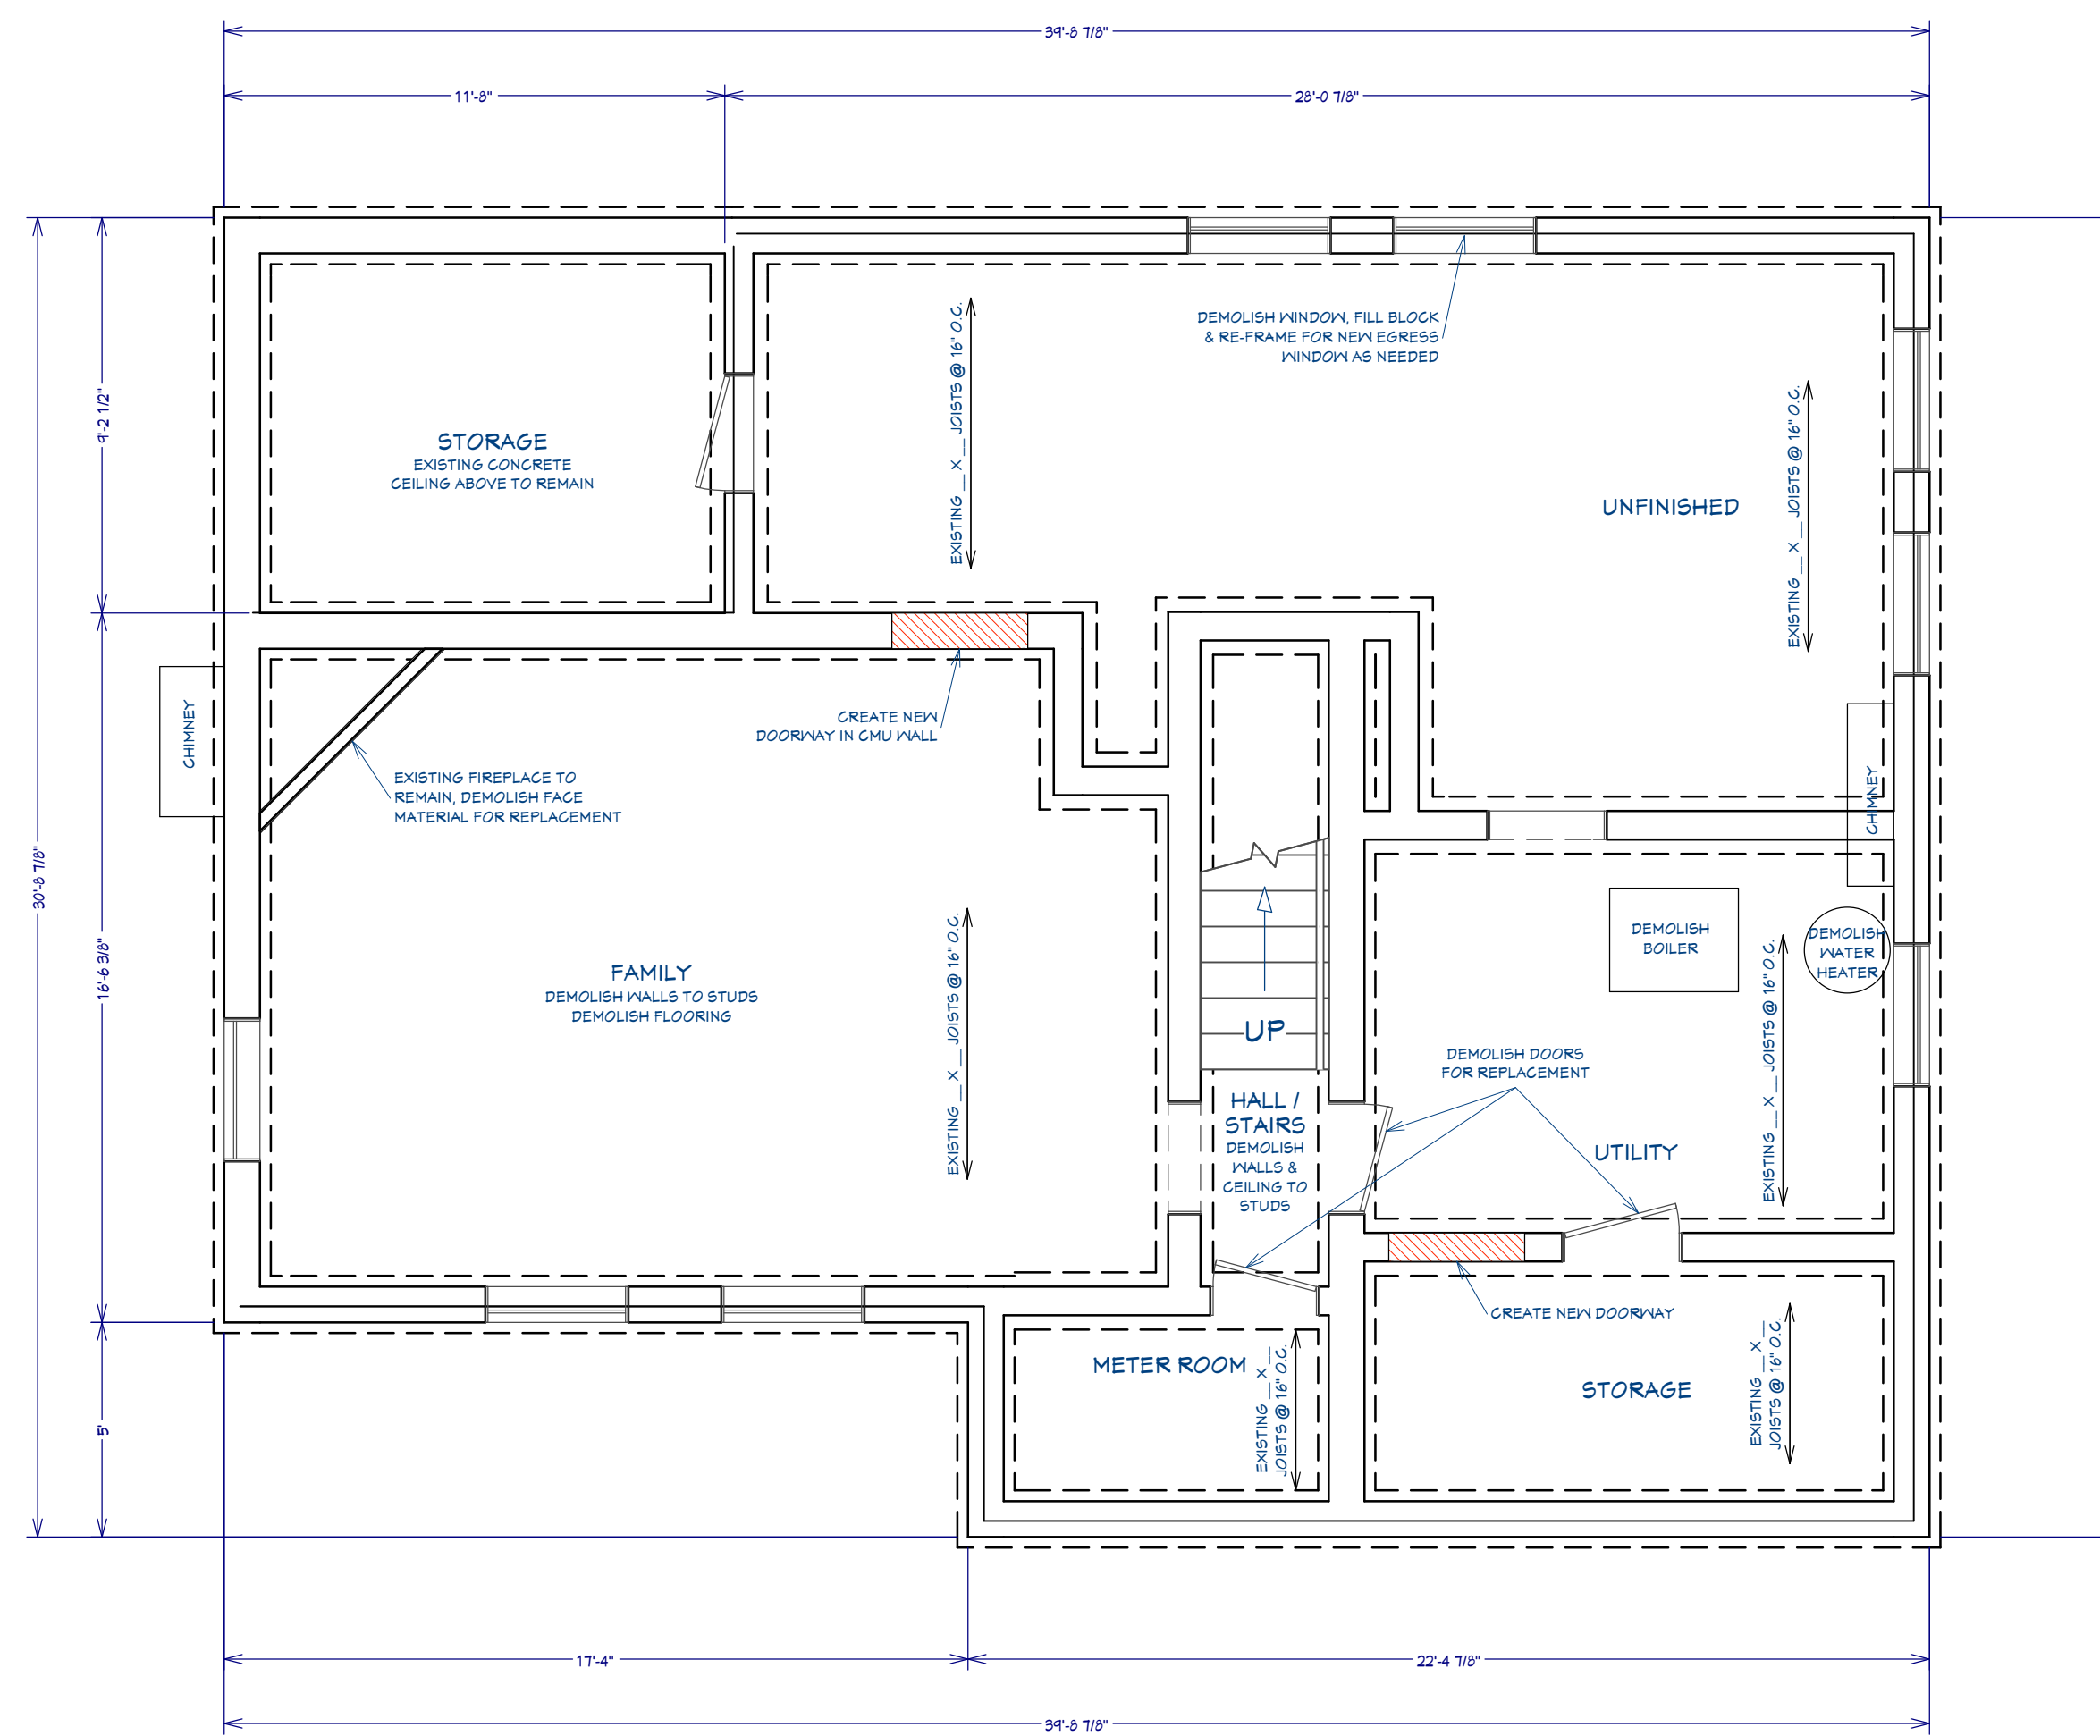 39'-8 7/8"
11'-8"
28'-0 7/8"
9'-2 1/2"
30'-8 7/8"
16'-6 3/8"
5'
STORAGE
EXISTING CONCRETE
CEILING ABOVE TO REMAIN
EXISTING __ X __ JOISTS @ 16" O.C.
DEMOLISH WINDOW, FILL BLOCK
& RE-FRAME FOR NEW EGRESS
WINDOW AS NEEDED
UNFINISHED
EXISTING __ X __ JOISTS @ 16" O.C.
CHIMNEY
CREATE NEW
DOORWAY IN CMU WALL
EXISTING FIREPLACE TO
REMAIN, DEMOLISH FACE
MATERIAL FOR REPLACEMENT
CHIMNEY
FAMILY
DEMOLISH WALLS TO STUDS
DEMOLISH FLOORING
EXISTING __ X __ JOISTS @ 16" O.C.
UP
DEMOLISH
BOILER
DEMOLISH
WATER
HEATER
EXISTING __ X __ JOISTS @ 16" O.C.
DEMOLISH DOORS
FOR REPLACEMENT
HALL /
STAIRS
DEMOLISH
WALLS &
CEILING TO
STUDS
UTILITY
CREATE NEW DOORWAY
METER ROOM
EXISTING __ X __
JOISTS @ 16" O.C.
STORAGE
EXISTING __ X __
JOISTS @ 16" O.C.
17'-4"
22'-4 7/8"
39'-8 7/8"